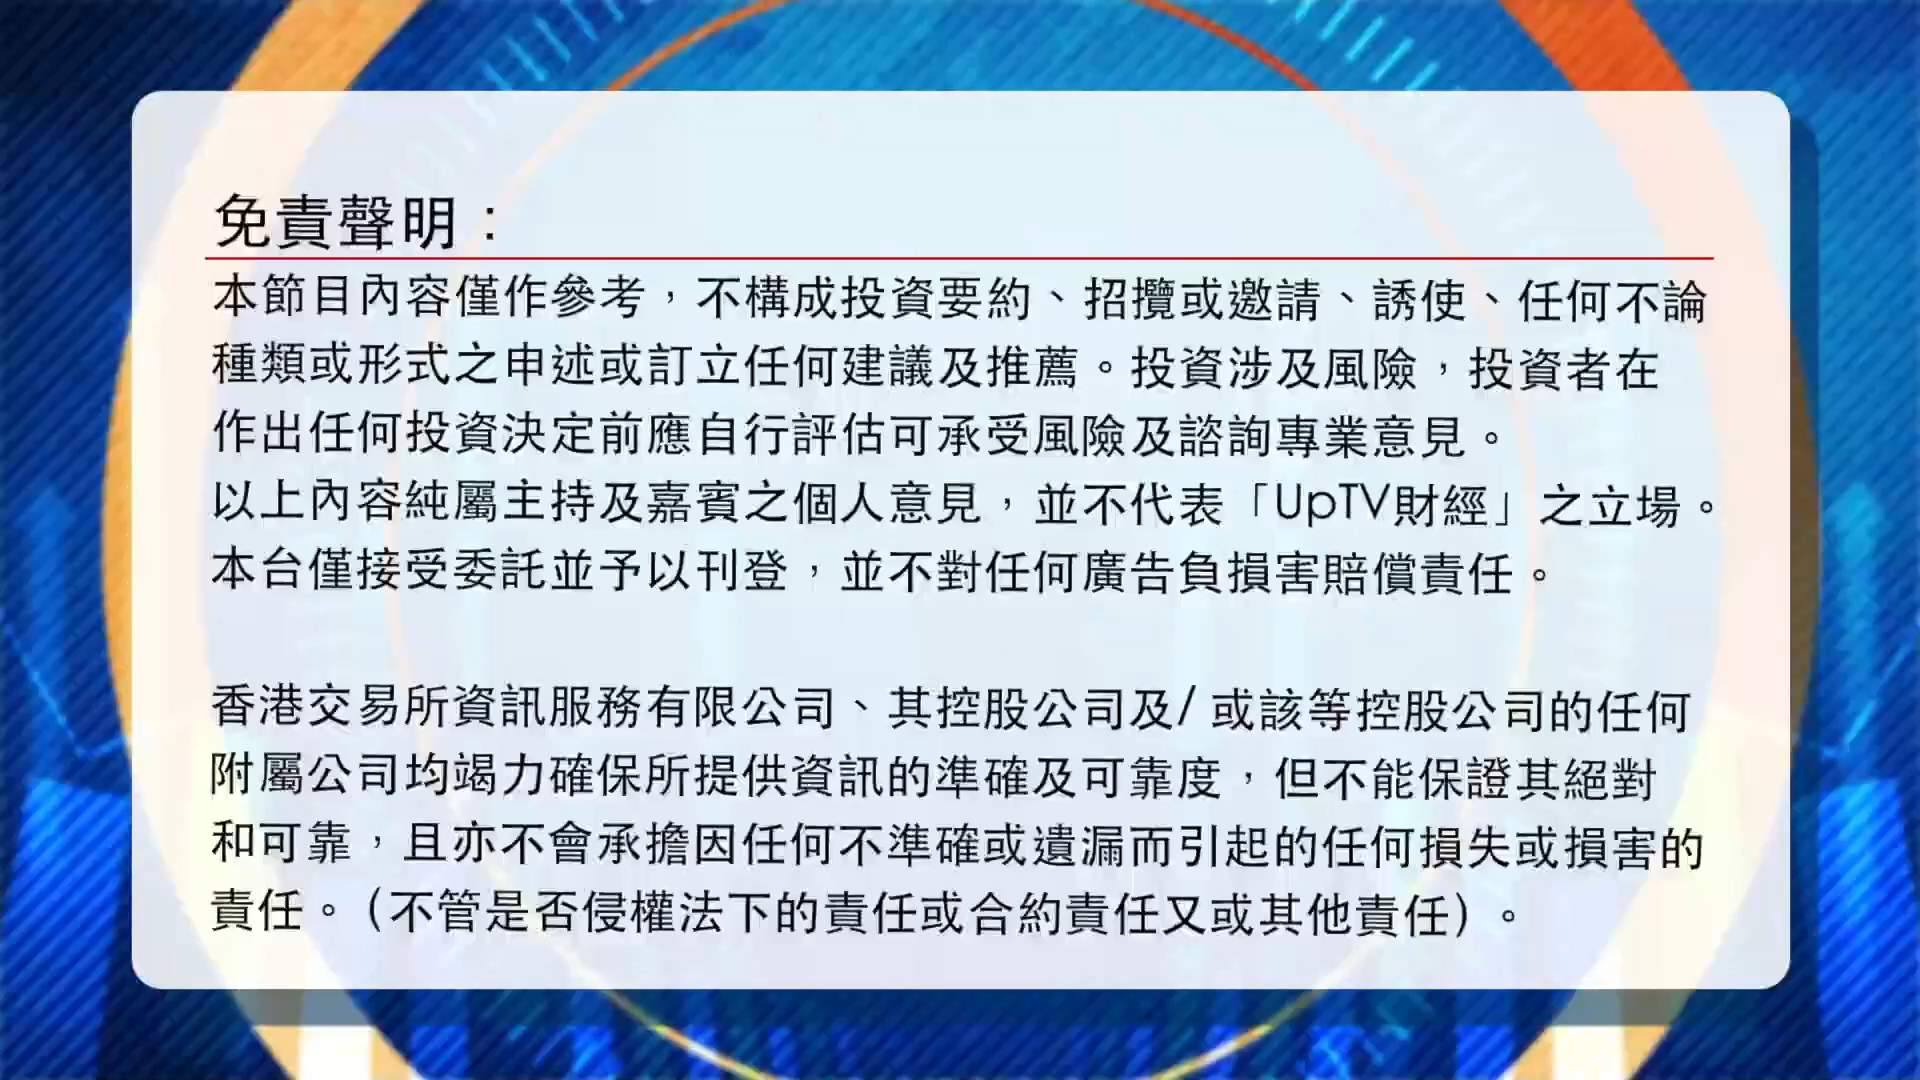 免責聲明：
本節目內容僅作參考，不構成投資要約、招攬或邀請、誘使、任何不論
種類或形式之申述或訂立任何建議及推薦。投資涉及風險，投資者在
作出任何投資決定前應自行評估可承受風險及諮詢專業意見。
以上內容純屬主持及嘉賓之個人意見，並不代表「UpTV財經」之立場。
本台僅接受委託並予以刊登，並不對任何廣告負損害賠償責任。
香港交易所資訊服務有限公司、其控股公司及/ 或該等控股公司的任何
附屬公司均竭力確保所提供資訊的準確及可靠度，但不能保證其絕對
和可靠，且亦不會承擔因任何不準確或遺漏而引起的任何損失或損害的
責任。（不管是否侵權法下的責任或合約責任又或其他責任）。